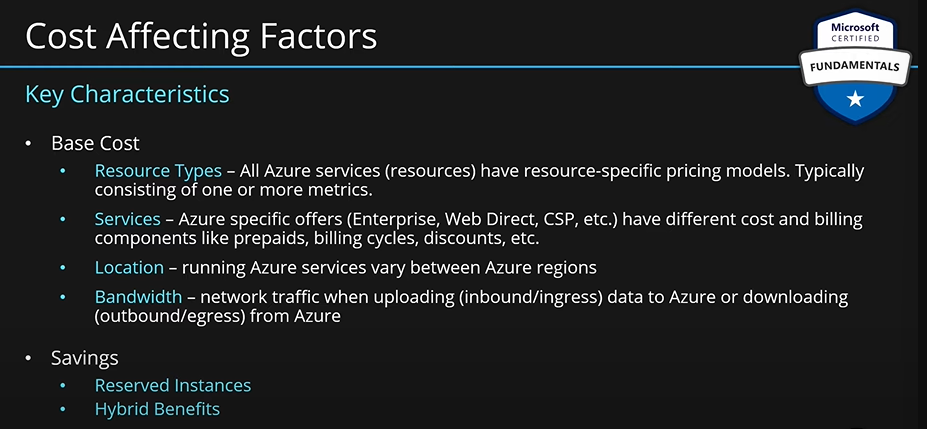 Cost Affecting Factors
Microsoft
CERTIFIED
FUNDAMENTALS
Key Characteristics
• Base Cost
• Resource Types – All Azure services (resources) have resource-specific pricing models. Typically
consisting of one or more metrics.
• Services – Azure specific offers (Enterprise, Web Direct, CSP, etc.) have different cost and billing
components like prepaids, billing cycles, discounts, etc.
• Location – running Azure services vary between Azure regions
• Bandwidth – network traffic when uploading (inbound/ingress) data to Azure or downloading
(outbound/egress) from Azure
• Savings
• Reserved Instances
• Hybrid Benefits